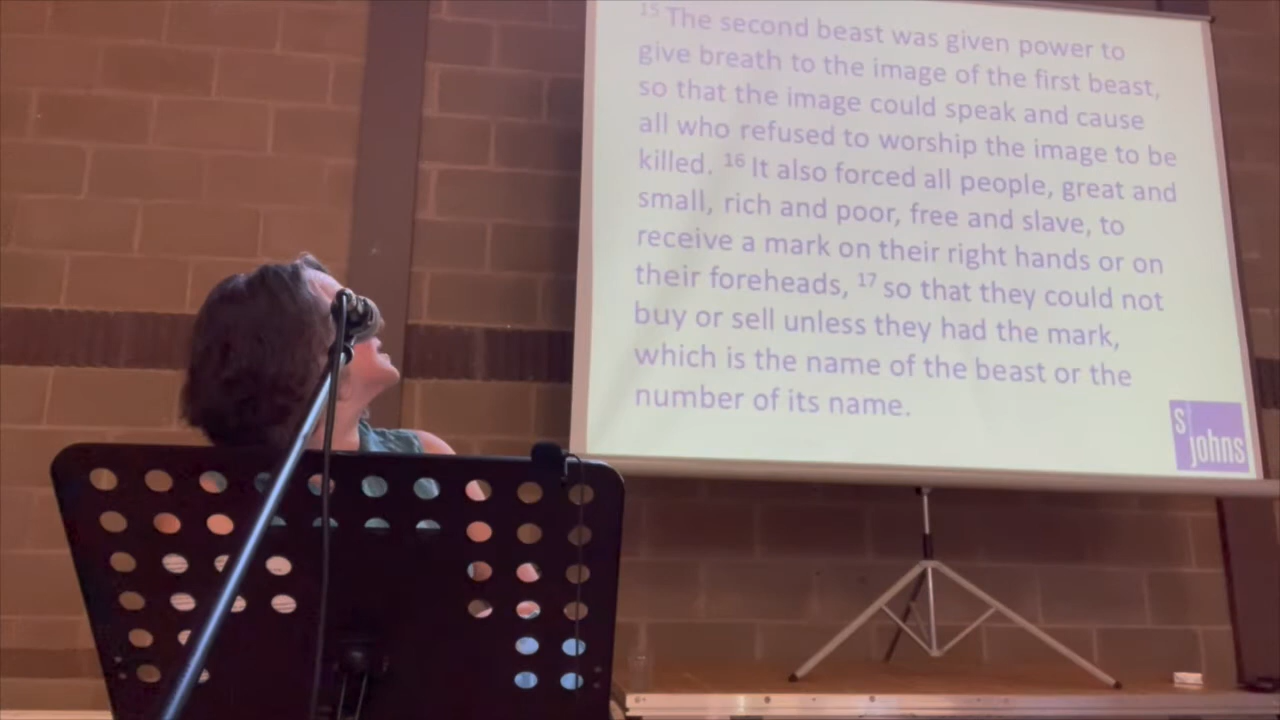 15 The second beast was given power to
give breath to the image of the first beast,
so that the image could speak and cause
all who refused to worship the image to be
killed. 16 It also forced all people, great and
small, rich and poor, free and slave, to
receive a mark on their right hands or on
their foreheads, 17 so that they could not
buy or sell unless they had the mark,
which is the name of the beast or the
number of its name.
S
johns